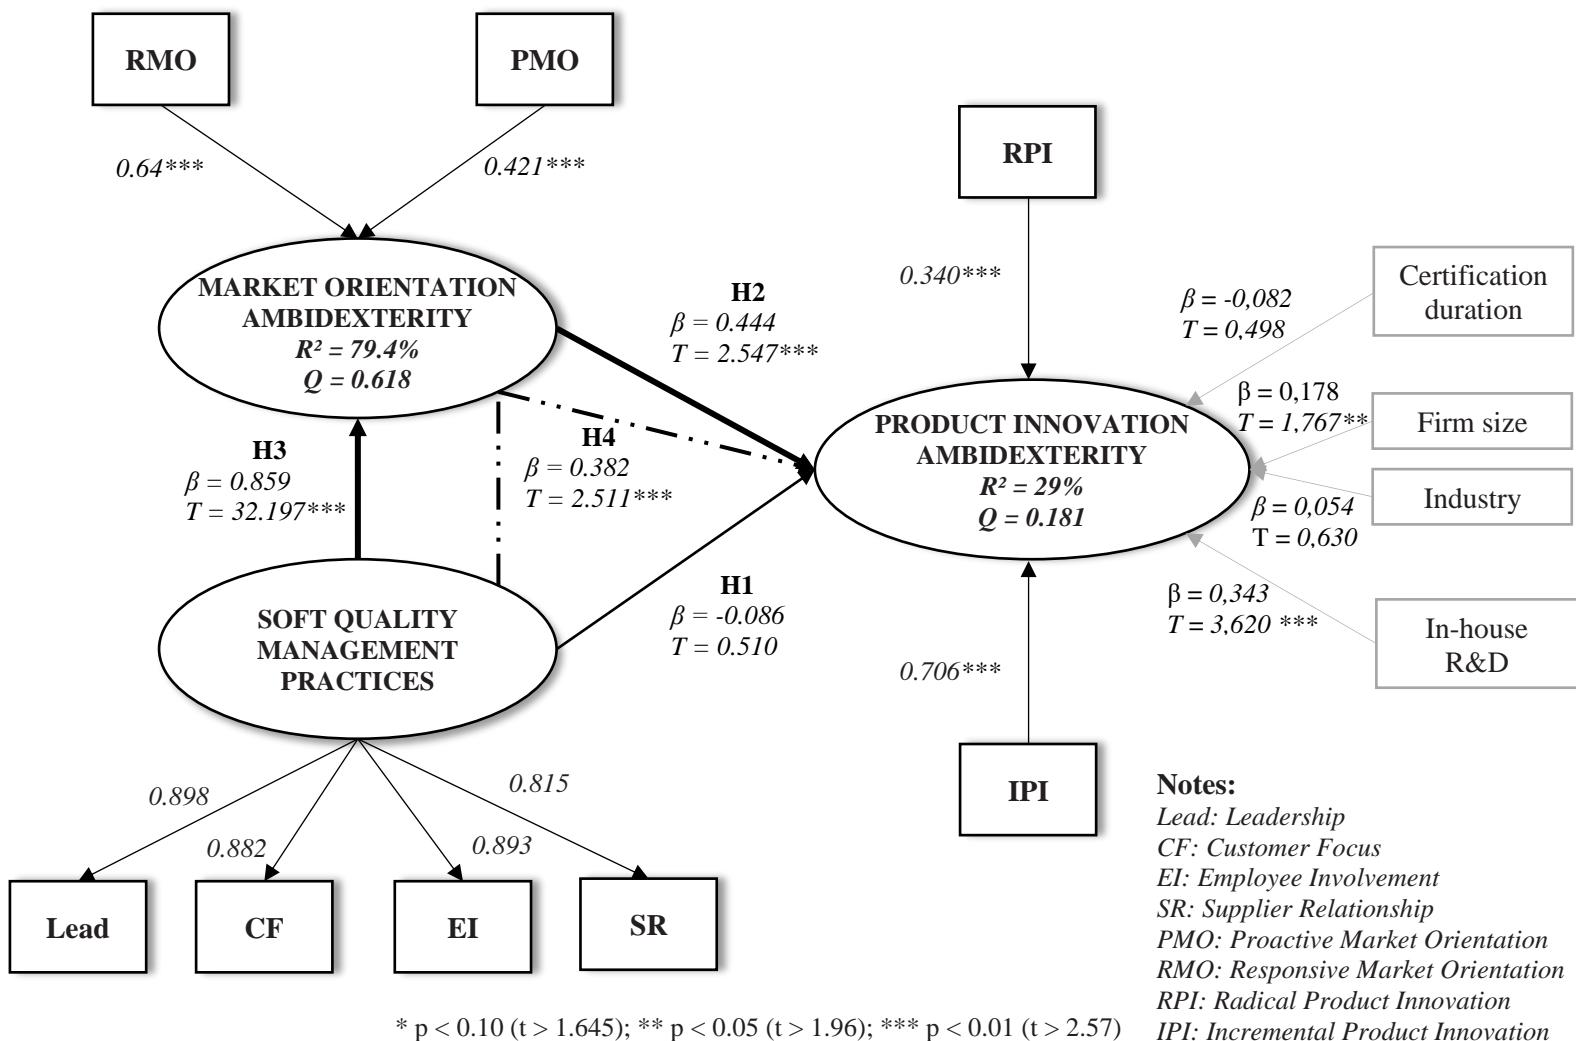 RMO
PMO
0.64***
0.421***
RPI
0.340***
MARKET ORIENTATION
AMBIDEXTERITY
R² = 79.4%
Q = 0.618
H2
β = 0.444
T = 2.547***
H3
β = 0.859
T = 32.197***
H4
β = 0.382
T = 2.511***
H1
β = -0.086
T = 0.510
SOFT QUALITY
MANAGEMENT
PRACTICES
PRODUCT INNOVATION
AMBIDEXTERITY
R² = 29%
Q = 0.181
β = -0,082
T = 0,498
Certification
duration
β = 0,178
T = 1,767**
Firm size
β = 0,054
T = 0,630
Industry
β = 0,343
T = 3,620 ***
In-house
R&D
0.706***
IPI
0.898
0.882
0.893
0.815
Lead
CF
EI
SR
Notes:
Lead: Leadership
CF: Customer Focus
EI: Employee Involvement
SR: Supplier Relationship
PMO: Proactive Market Orientation
RMO: Responsive Market Orientation
RPI: Radical Product Innovation
IPI: Incremental Product Innovation
* p < 0.10 (t > 1.645); ** p < 0.05 (t > 1.96); *** p < 0.01 (t > 2.57)